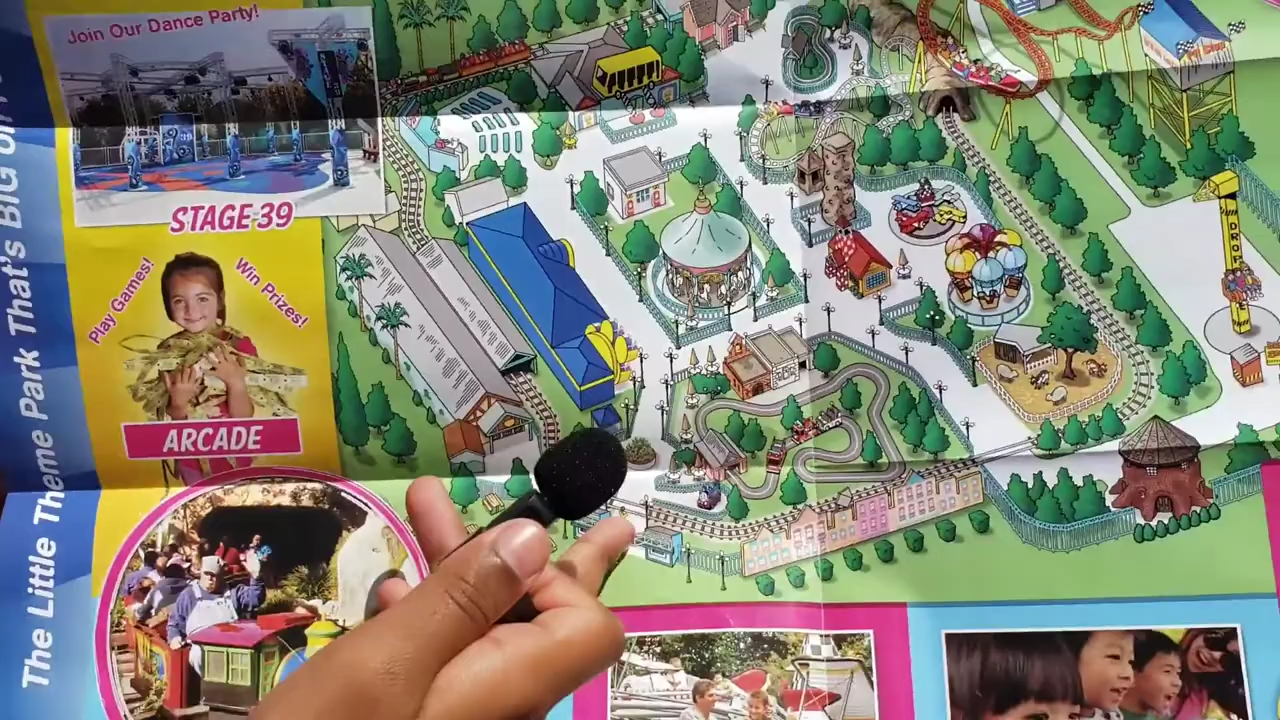 Join Our Dance Party!
STAGE 39
Play Games!
Win Prizes!
ARCADE
The Little Theme Park That's BIG on
DROP